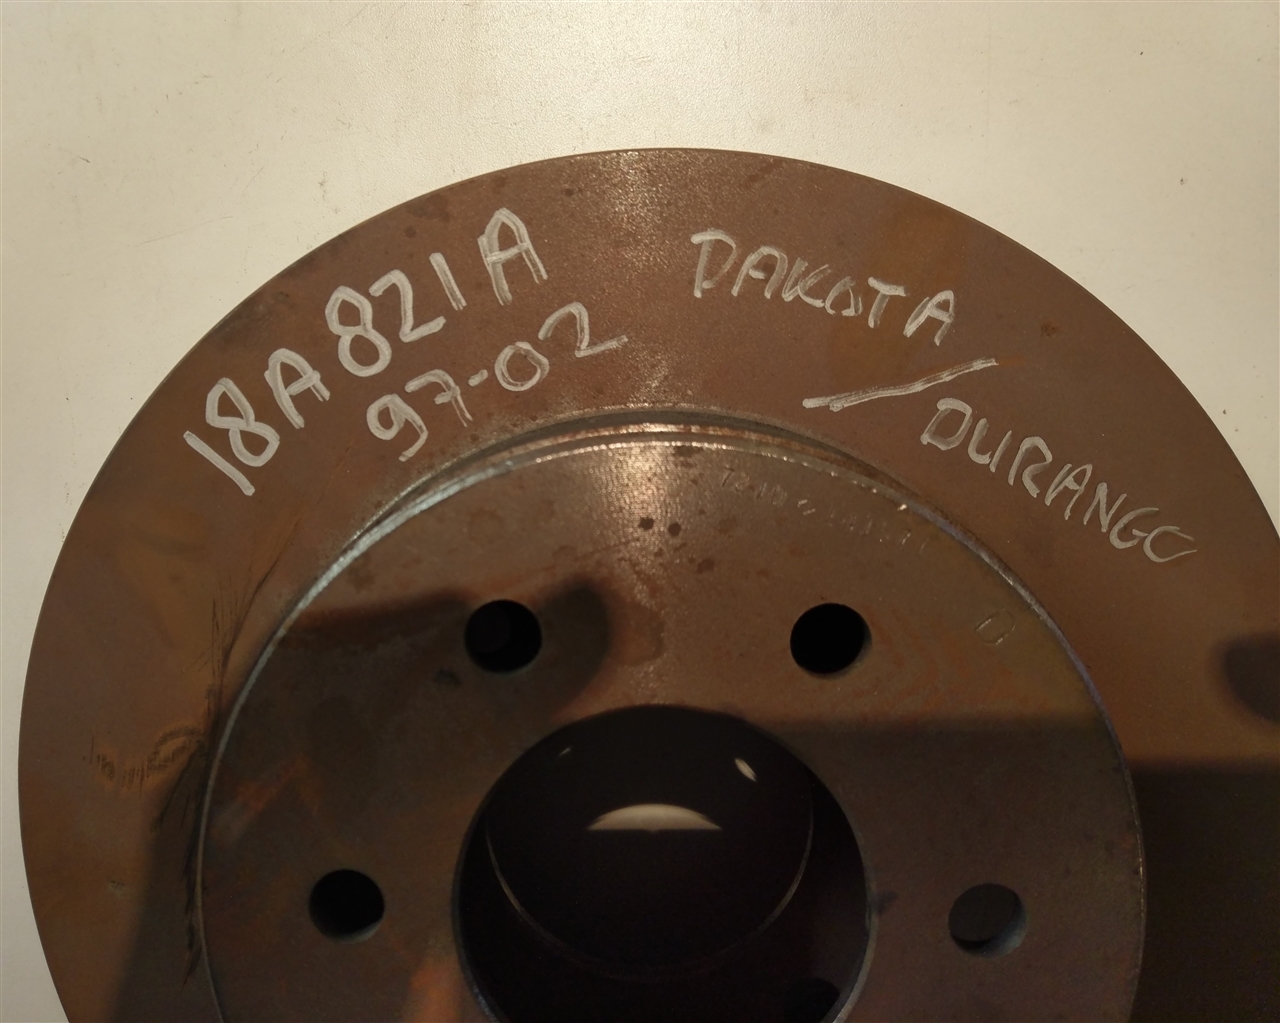 18A821A
97-02
DAKOTA
/DURANGO
D